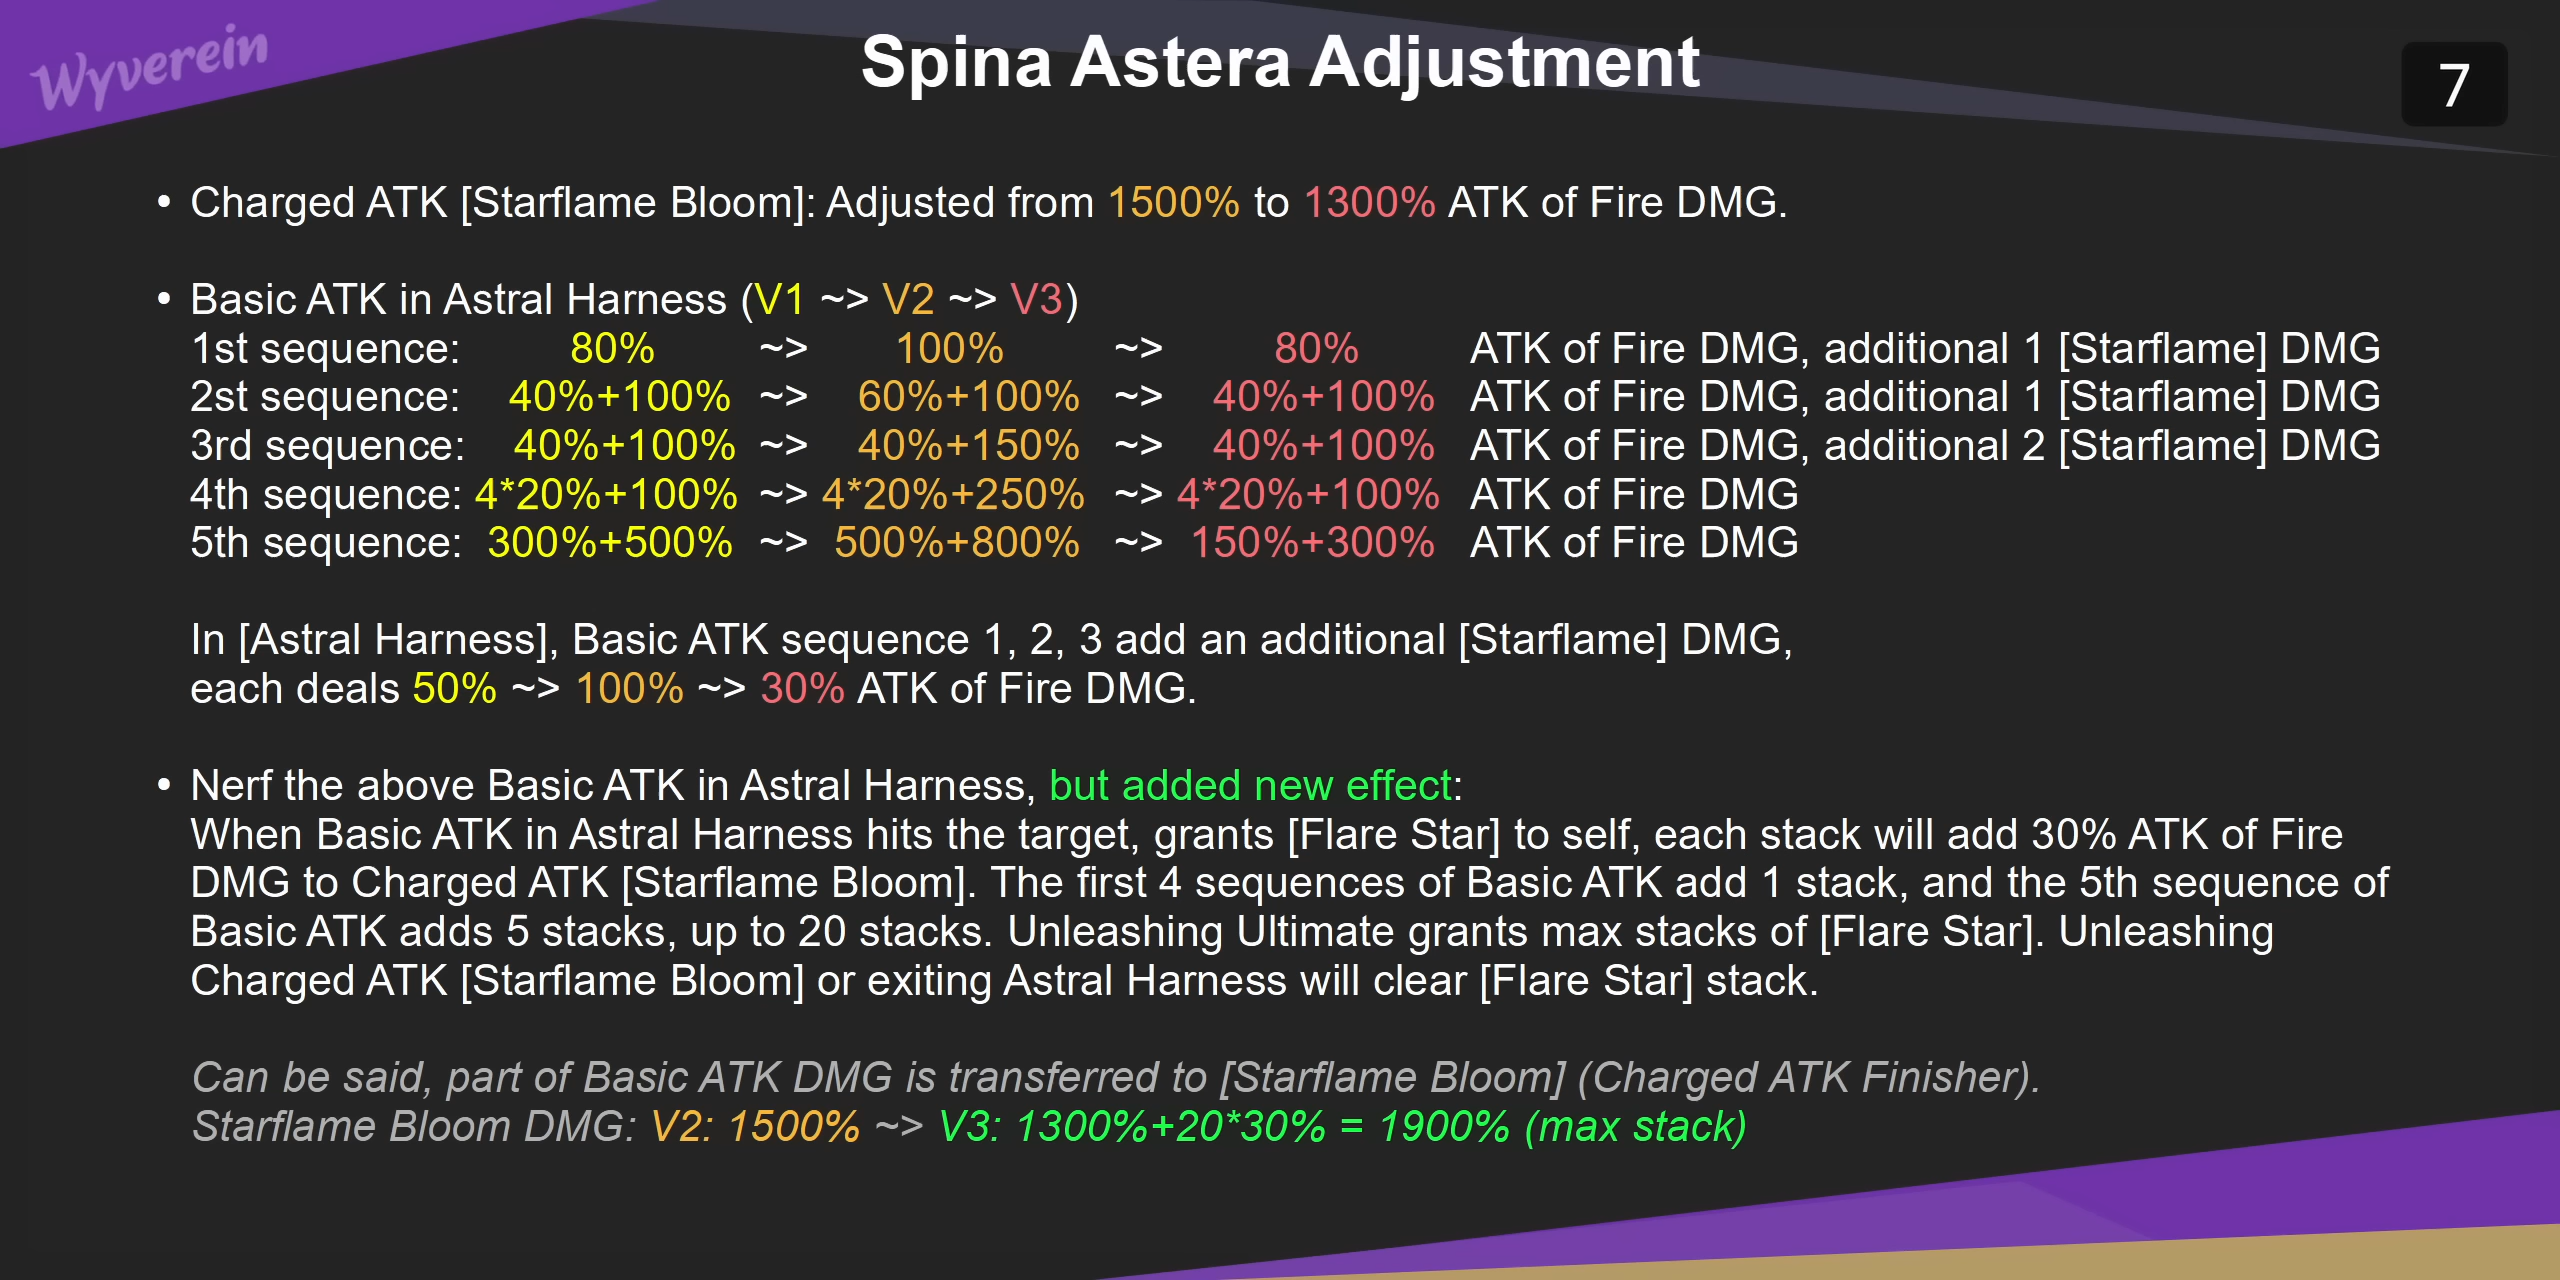 Wyverein
Spina Astera Adjustment
7
• Charged ATK [Starflame Bloom]: Adjusted from 1500% to 1300% ATK of Fire DMG.
• Basic ATK in Astral Harness (V1 ~> V2 ~> V3)
1st sequence: 80% ~> 100% ~> 80% ATK of Fire DMG, additional 1 [Starflame] DMG
2st sequence: 40%+100% ~> 60%+100% ~> 40%+100% ATK of Fire DMG, additional 1 [Starflame] DMG
3rd sequence: 40%+100% ~> 40%+150% ~> 40%+100% ATK of Fire DMG, additional 2 [Starflame] DMG
4th sequence: 4*20%+100% ~> 4*20%+250% ~> 4*20%+100% ATK of Fire DMG
5th sequence: 300%+500% ~> 500%+800% ~> 150%+300% ATK of Fire DMG
In [Astral Harness], Basic ATK sequence 1, 2, 3 add an additional [Starflame] DMG,
each deals 50% ~> 100% ~> 30% ATK of Fire DMG.
• Nerf the above Basic ATK in Astral Harness, but added new effect:
When Basic ATK in Astral Harness hits the target, grants [Flare Star] to self, each stack will add 30% ATK of Fire
DMG to Charged ATK [Starflame Bloom]. The first 4 sequences of Basic ATK add 1 stack, and the 5th sequence of
Basic ATK adds 5 stacks, up to 20 stacks. Unleashing Ultimate grants max stacks of [Flare Star]. Unleashing
Charged ATK [Starflame Bloom] or exiting Astral Harness will clear [Flare Star] stack.
Can be said, part of Basic ATK DMG is transferred to [Starflame Bloom] (Charged ATK Finisher).
Starflame Bloom DMG: V2: 1500% ~> V3: 1300%+20*30% = 1900% (max stack)